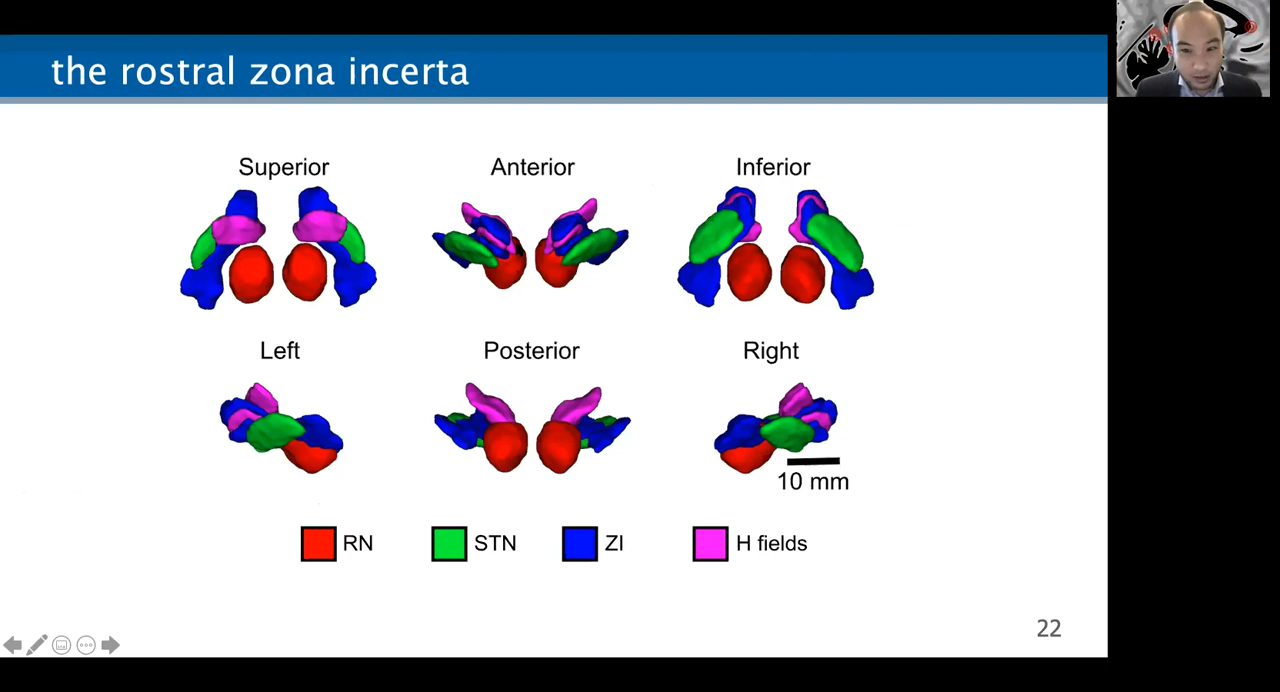 the rostral zona incerta
Superior Anterior Inferior
Left Posterior Right
10 mm
RN STN ZI H fields
22